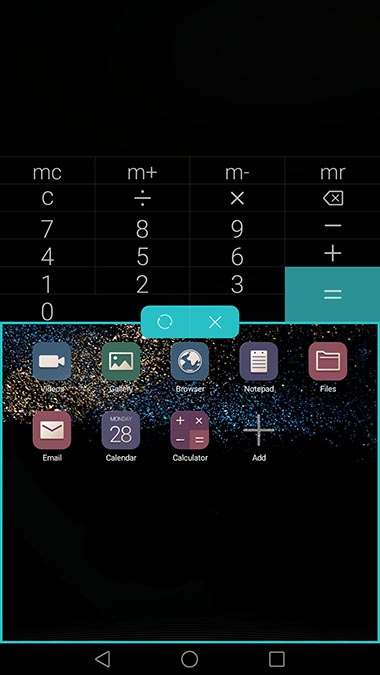 mc m+ m- mr
C ÷ ×
7 8 9 −
4 5 6 +
1 2 3 =
0
Videos Gallery Browser Notepad Files
MONDAY
28
Email Calendar Calculator Add